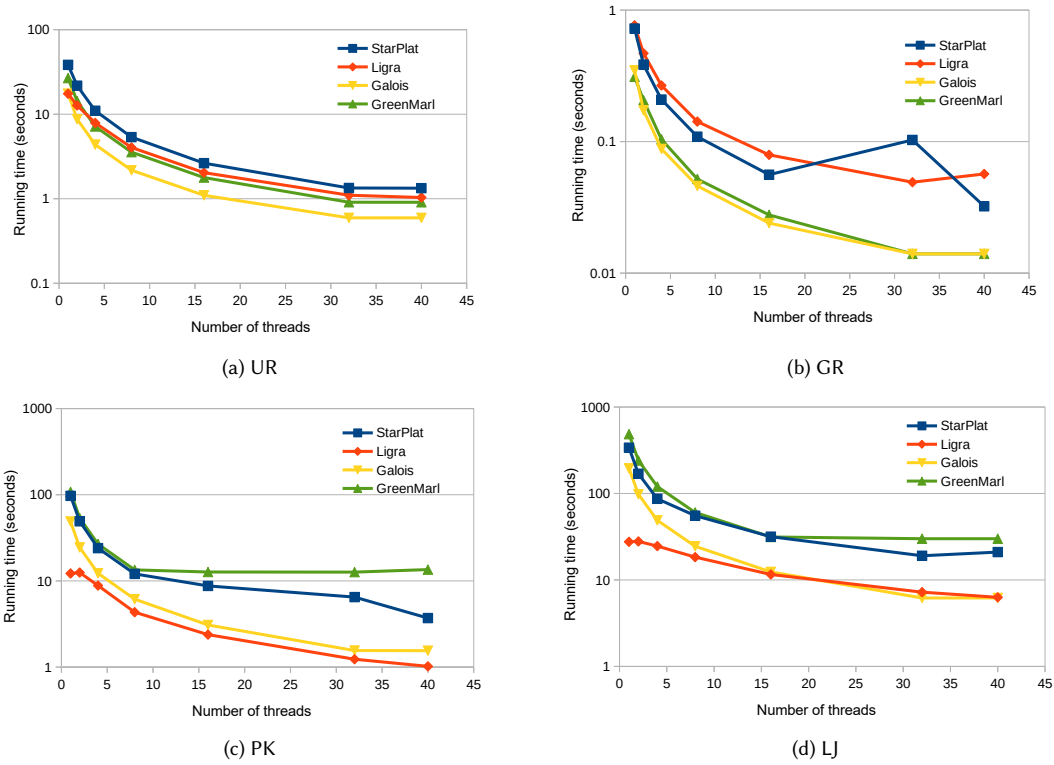 100
10
1
0.1
0 5 10 15 20 25 30 35 40 45
Running time (seconds)
Number of threads
StarPlat
Ligra
Galois
GreenMarl
(a) UR
1
0.1
0.01
0 5 10 15 20 25 30 35 40 45
Running time (seconds)
Number of threads
StarPlat
Ligra
Galois
GreenMarl
(b) GR
1000
100
10
1
0 5 10 15 20 25 30 35 40 45
Running time (seconds)
Number of threads
StarPlat
Ligra
Galois
GreenMarl
(c) PK
1000
100
10
1
0 5 10 15 20 25 30 35 40 45
Running time (seconds)
Number of threads
StarPlat
Ligra
Galois
GreenMarl
(d) LJ